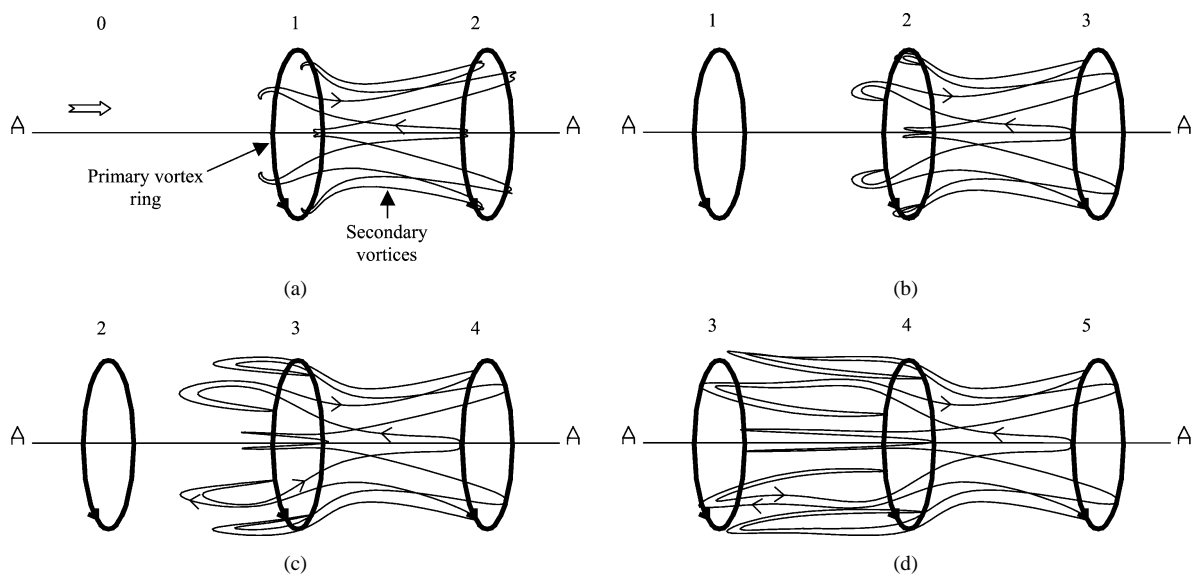 0 1 2
A A
Primary vortex
ring
Secondary
vortices
(a)
1 2 3
A A
(b)
2 3 4
A A
(c)
3 4 5
A A
(d)